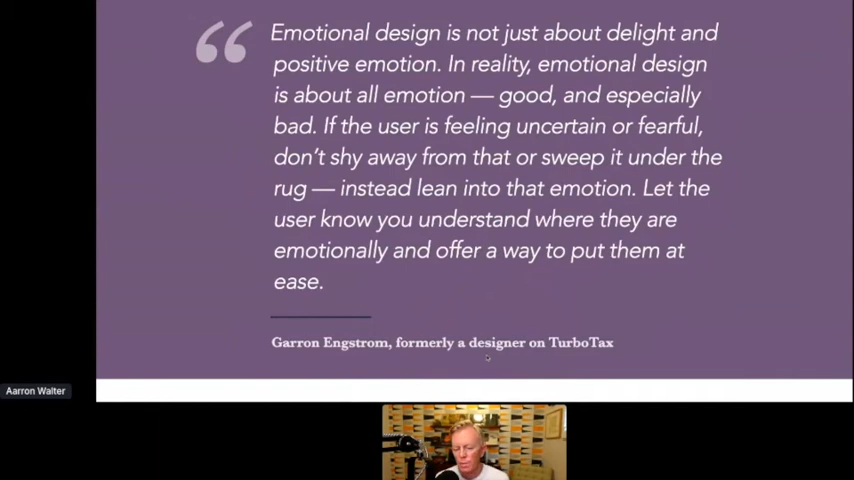 “
Emotional design is not just about delight and
positive emotion. In reality, emotional design
is about all emotion — good, and especially
bad. If the user is feeling uncertain or fearful,
don’t shy away from that or sweep it under the
rug — instead lean into that emotion. Let the
user know you understand where they are
emotionally and offer a way to put them at
ease.
Garron Engstrom, formerly a designer on TurboTax
Aarron Walter